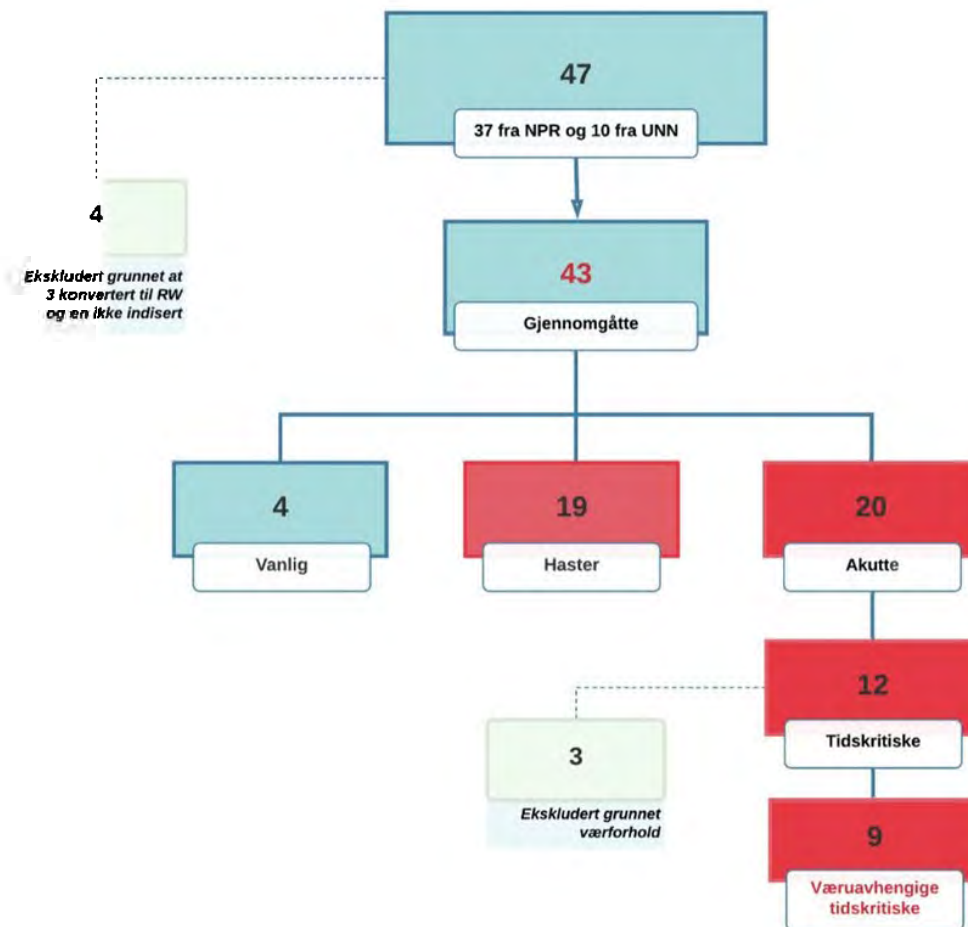 47
37 fra NPR og 10 fra UNN
4
Ekskludert grunnet at
3 konvertert til RW
og en ikke indisert
43
Gjennomgåtte
4
Vanlig
19
Haster
20
Akutte
12
Tidskritiske
3
Ekskludert grunnet
værforhold
9
Væruavhengige
tidskritiske